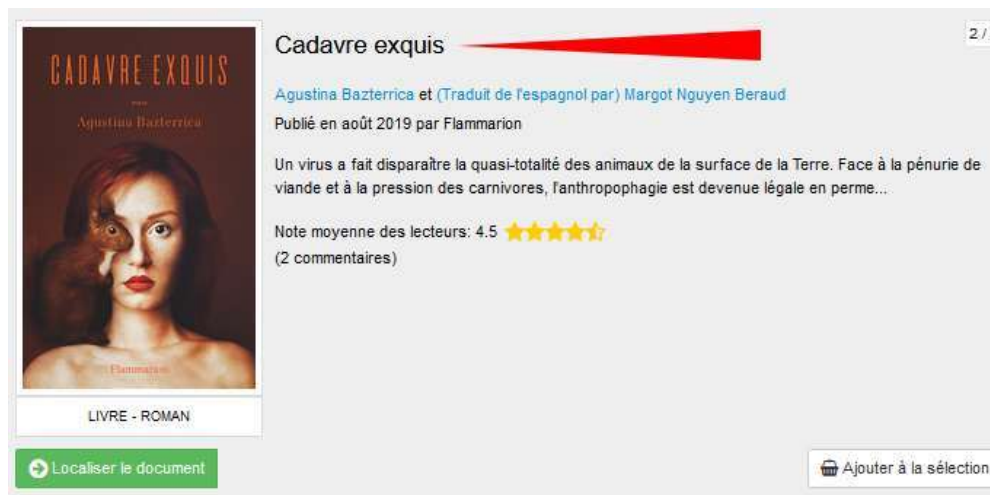 CADAVRE EXQUIS
PAR
Agustina Bazterrica
Flammarion
LIVRE - ROMAN
Localiser le document
Cadavre exquis
2 /
Agustina Bazterrica et (Traduit de l'espagnol par) Margot Nguyen Beraud
Publié en août 2019 par Flammarion
Un virus a fait disparaître la quasi-totalité des animaux de la surface de la Terre. Face à la pénurie de
viande et à la pression des carnivores, l'anthropophagie est devenue légale en perme...
Note moyenne des lecteurs: 4.5
(2 commentaires)
Ajouter à la sélection